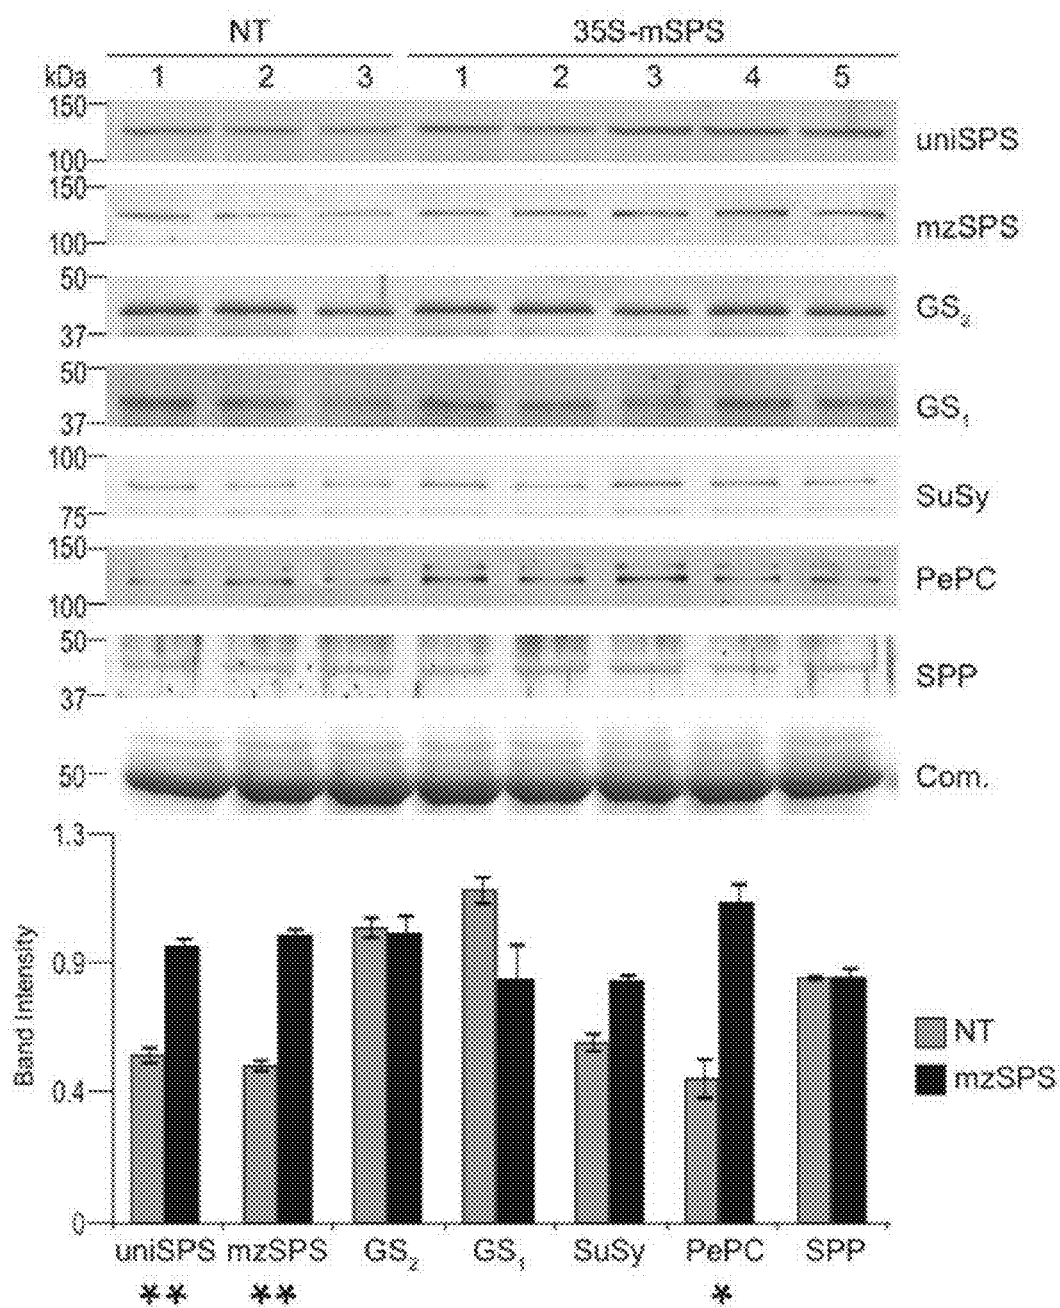 NT 35S-mSPS
kDa 1 2 3 1 2 3 4 5
150
100
uniSPS
150
100
mzSPS
50
37
GS₂
50
37
GS₁
100
75
SuSy
150
100
PePC
50
37
SPP
50
Com.
1.3
0.9
0.4
0
Band Intensity
NT
mzSPS
uniSPS mzSPS GS₂ GS₁ SuSy PePC SPP
** ** *